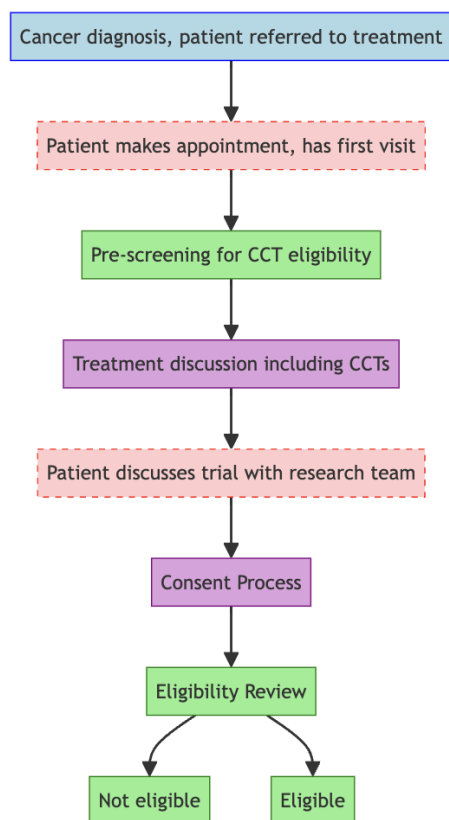 Cancer diagnosis, patient referred to treatment
Patient makes appointment, has first visit
Pre-screening for CCT eligibility
Treatment discussion including CCTs
Patient discusses trial with research team
Consent Process
Eligibility Review
Not eligible
Eligible